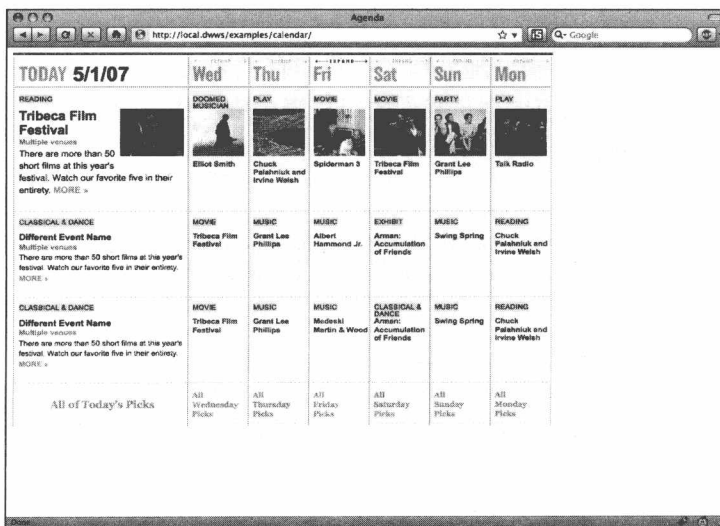 Agenda
http://local.dwws/examples/calendar/
Google
TODAY 5/1/07
READING
Tribeca Film
Festival
Multiple venues
There are more than 50
short films at this year's
festival. Watch our favorite five in their
entirety. MORE »
CLASSICAL & DANCE
Different Event Name
Multiple venues
There are more than 50 short films at this year's
festival. Watch our favorite five in their entirety.
MORE »
CLASSICAL & DANCE
Different Event Name
Multiple venues
There are more than 50 short films at this year's
festival. Watch our favorite five in their entirety.
MORE »
All of Today's Picks
Wed
DOOMED
MUSICIAN
Elliot Smith
MOVIE
Tribeca Film
Festival
MOVIE
Tribeca Film
Festival
All
Wednesday
Picks
Thu
PLAY
Chuck
Palahniuk and
Irvine Welsh
MUSIC
Grant Lee
Phillips
MUSIC
Grant Lee
Phillips
All
Thursday
Picks
EXPAND
Fri
MOVIE
Spiderman 3
MUSIC
Albert
Hammond Jr.
MUSIC
Medeski
Martin & Wood
All
Friday
Picks
Sat
MOVIE
Tribeca Film
Festival
EXHIBIT
Arman:
Accumulation
of Friends
CLASSICAL &
DANCE
Arman:
Accumulation
of Friends
All
Saturday
Picks
Sun
PARTY
Grant Lee
Phillips
MUSIC
Swing Spring
MUSIC
Swing Spring
All
Sunday
Picks
Mon
PLAY
Talk Radio
READING
Chuck
Palahniuk and
Irvine Welsh
READING
Chuck
Palahniuk and
Irvine Welsh
All
Monday
Picks
Done